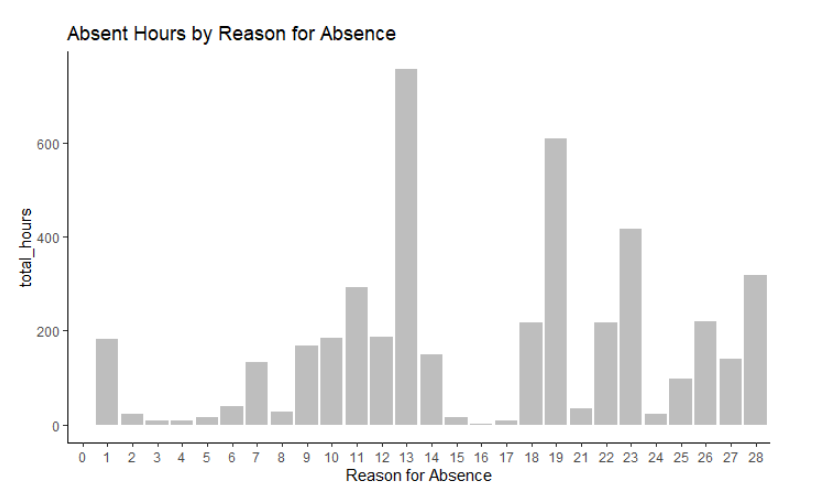 Absent Hours by Reason for Absence
600
400
200
0
total_hours
0 1 2 3 4 5 6 7 8 9 10 11 12 13 14 15 16 17 18 19 21 22 23 24 25 26 27 28
Reason for Absence